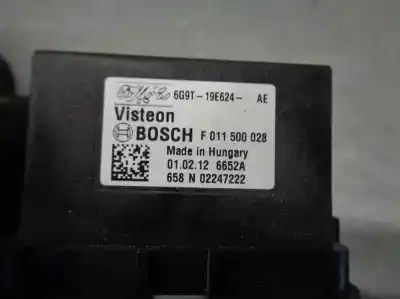 6G9T-19E624- AE
Visteon
BOSCH F 011 500 028
Made in Hungary
01.02.12 6652A
658 N 02247222